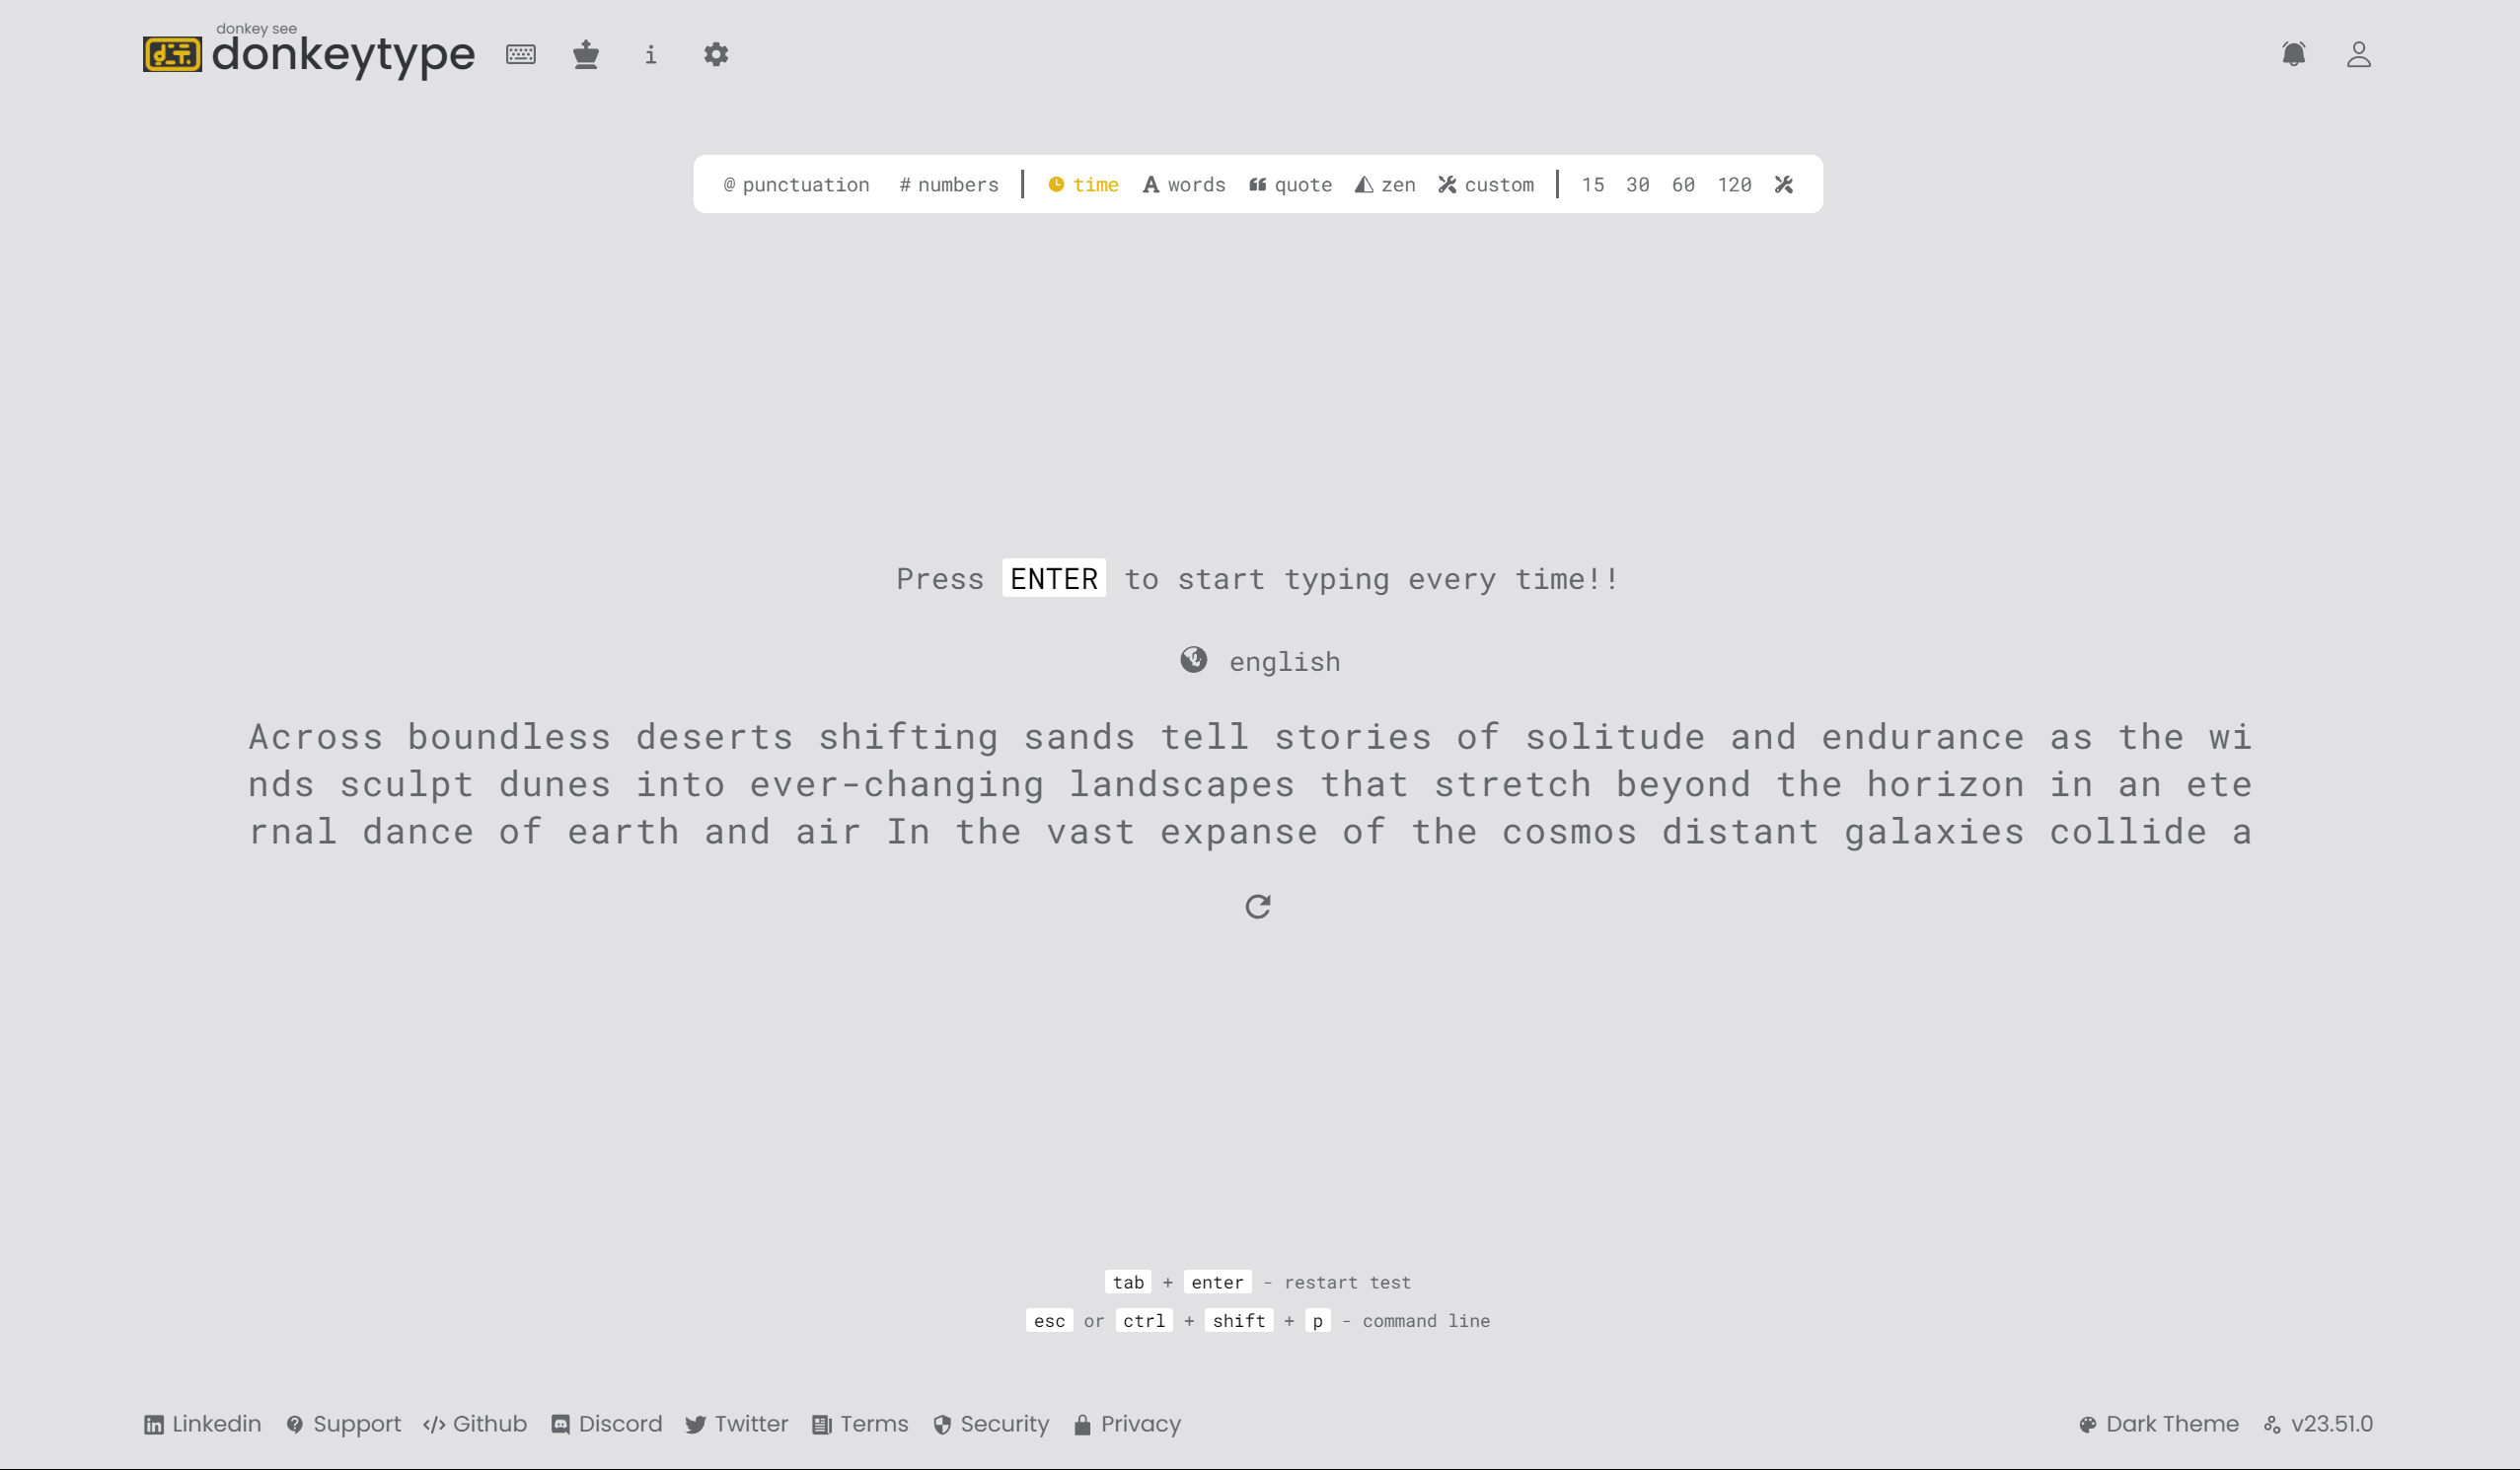 donkey see
donkeytype
@ punctuation # numbers time words quote zen custom 15 30 60 120
Press ENTER to start typing every time!!
english
Across boundless deserts shifting sands tell stories of solitude and endurance as the wi
nds sculpt dunes into ever-changing landscapes that stretch beyond the horizon in an ete
rnal dance of earth and air In the vast expanse of the cosmos distant galaxies collide a
tab + enter - restart test
esc or ctrl + shift + p - command line
Linkedin Support Github Discord Twitter Terms Security Privacy Dark Theme v23.51.0